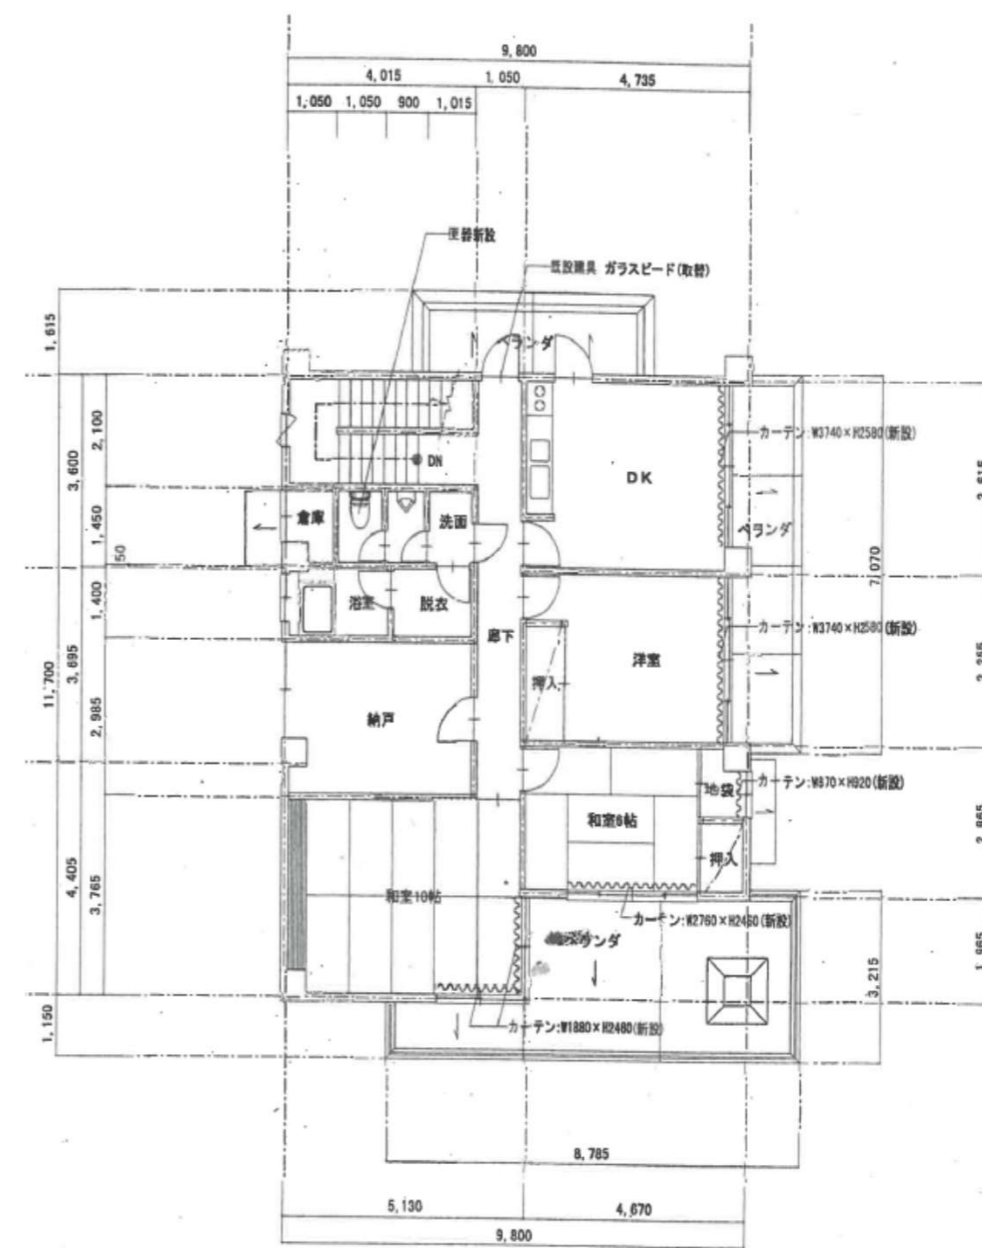 9,800
4,015 1,050 4,735
1,050 1,050 900 1,015
便器新設
既設建具 ガラスビード(取替)
1,615
ベランダ
2,100
3,600
カーテン:W3740×H2580(新設)
DN
DK
倉庫
洗面
ベランダ
1,450
50
7,070
浴室
脱衣
1,400
廊下
カーテン:W3740×H2580(新設)
洋室
押入
11,700
3,695
2,985
納戸
地袋
カーテン:W870×H920(新設)
和室6帖
押入
4,405
3,765
和室10帖
カーテン:W2760×H2460(新設)
ランダ
3,215
1,150
カーテン:W1880×H2460(新設)
8,785
5,130 4,670
9,800